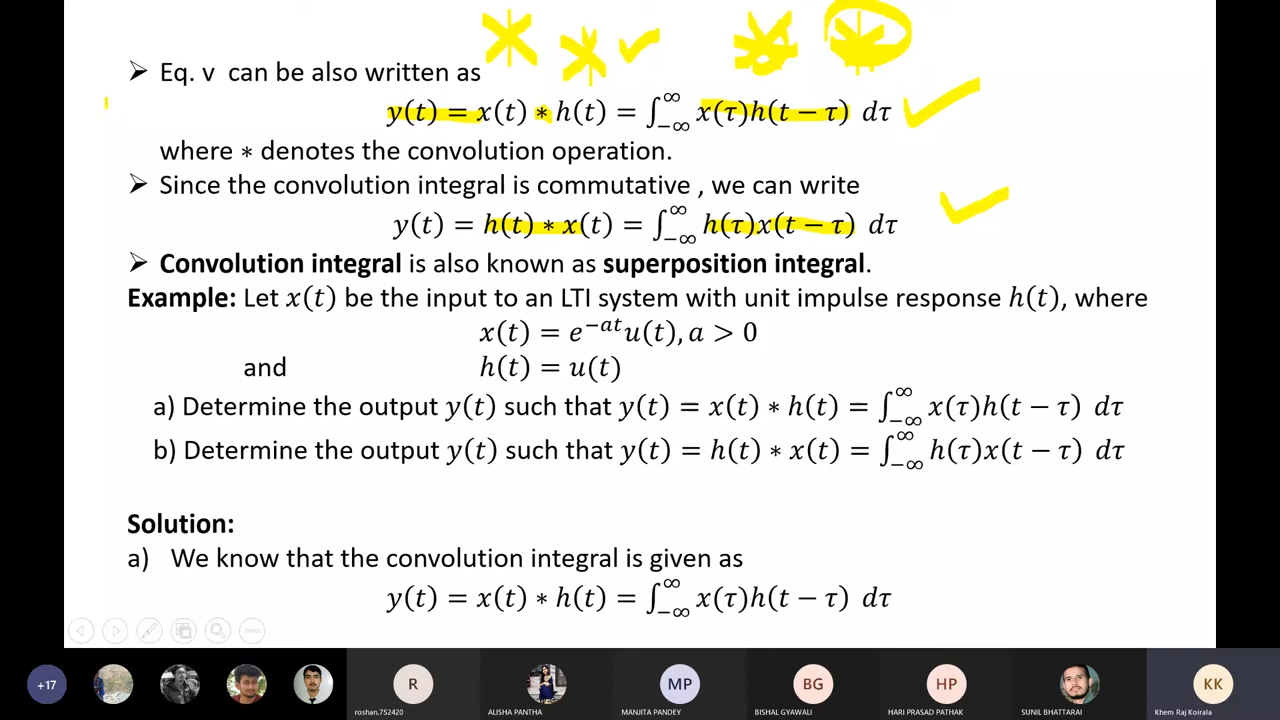 ➢ Eq. v can be also written as
y(t) = x(t) ∗ h(t) = ∫_{−∞}^{∞} x(τ)h(t − τ) dτ
where ∗ denotes the convolution operation.
➢ Since the convolution integral is commutative , we can write
y(t) = h(t) ∗ x(t) = ∫_{−∞}^{∞} h(τ)x(t − τ) dτ
➢ Convolution integral is also known as superposition integral.
Example: Let x(t) be the input to an LTI system with unit impulse response h(t), where
x(t) = e^{−at}u(t), a > 0
and h(t) = u(t)
a) Determine the output y(t) such that y(t) = x(t) ∗ h(t) = ∫_{−∞}^{∞} x(τ)h(t − τ) dτ
b) Determine the output y(t) such that y(t) = h(t) ∗ x(t) = ∫_{−∞}^{∞} h(τ)x(t − τ) dτ
Solution:
a) We know that the convolution integral is given as
y(t) = x(t) ∗ h(t) = ∫_{−∞}^{∞} x(τ)h(t − τ) dτ
+17 R MP BG HP KK
roshan.752420 ALISHA PANTHA MANJITA PANDEY BISHAL GYAWALI HARI PRASAD PATHAK SUNIL BHATTARAI Khem Raj Koirala